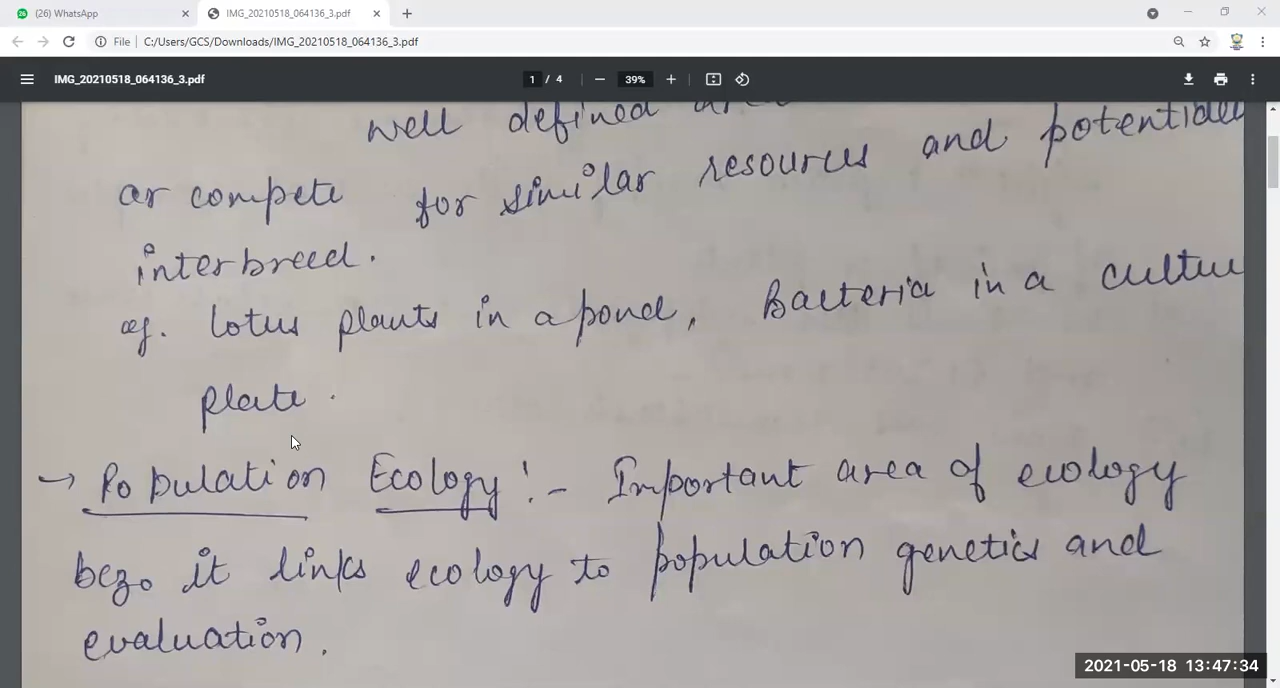 (26) WhatsApp
IMG_20210518_064136_3.pdf
File
C:/Users/GCS/Downloads/IMG_20210518_064136_3.pdf
IMG_20210518_064136_3.pdf
1 / 4
39%
well defined
or compete for similar resources and
interbreed.
eg. lotus plants in a pond, Bacteria in a
plate.
→ Population Ecology :- Important area of ecology
bczo it links ecology to population genetics and
evaluation.
2021-05-18 13:47:34